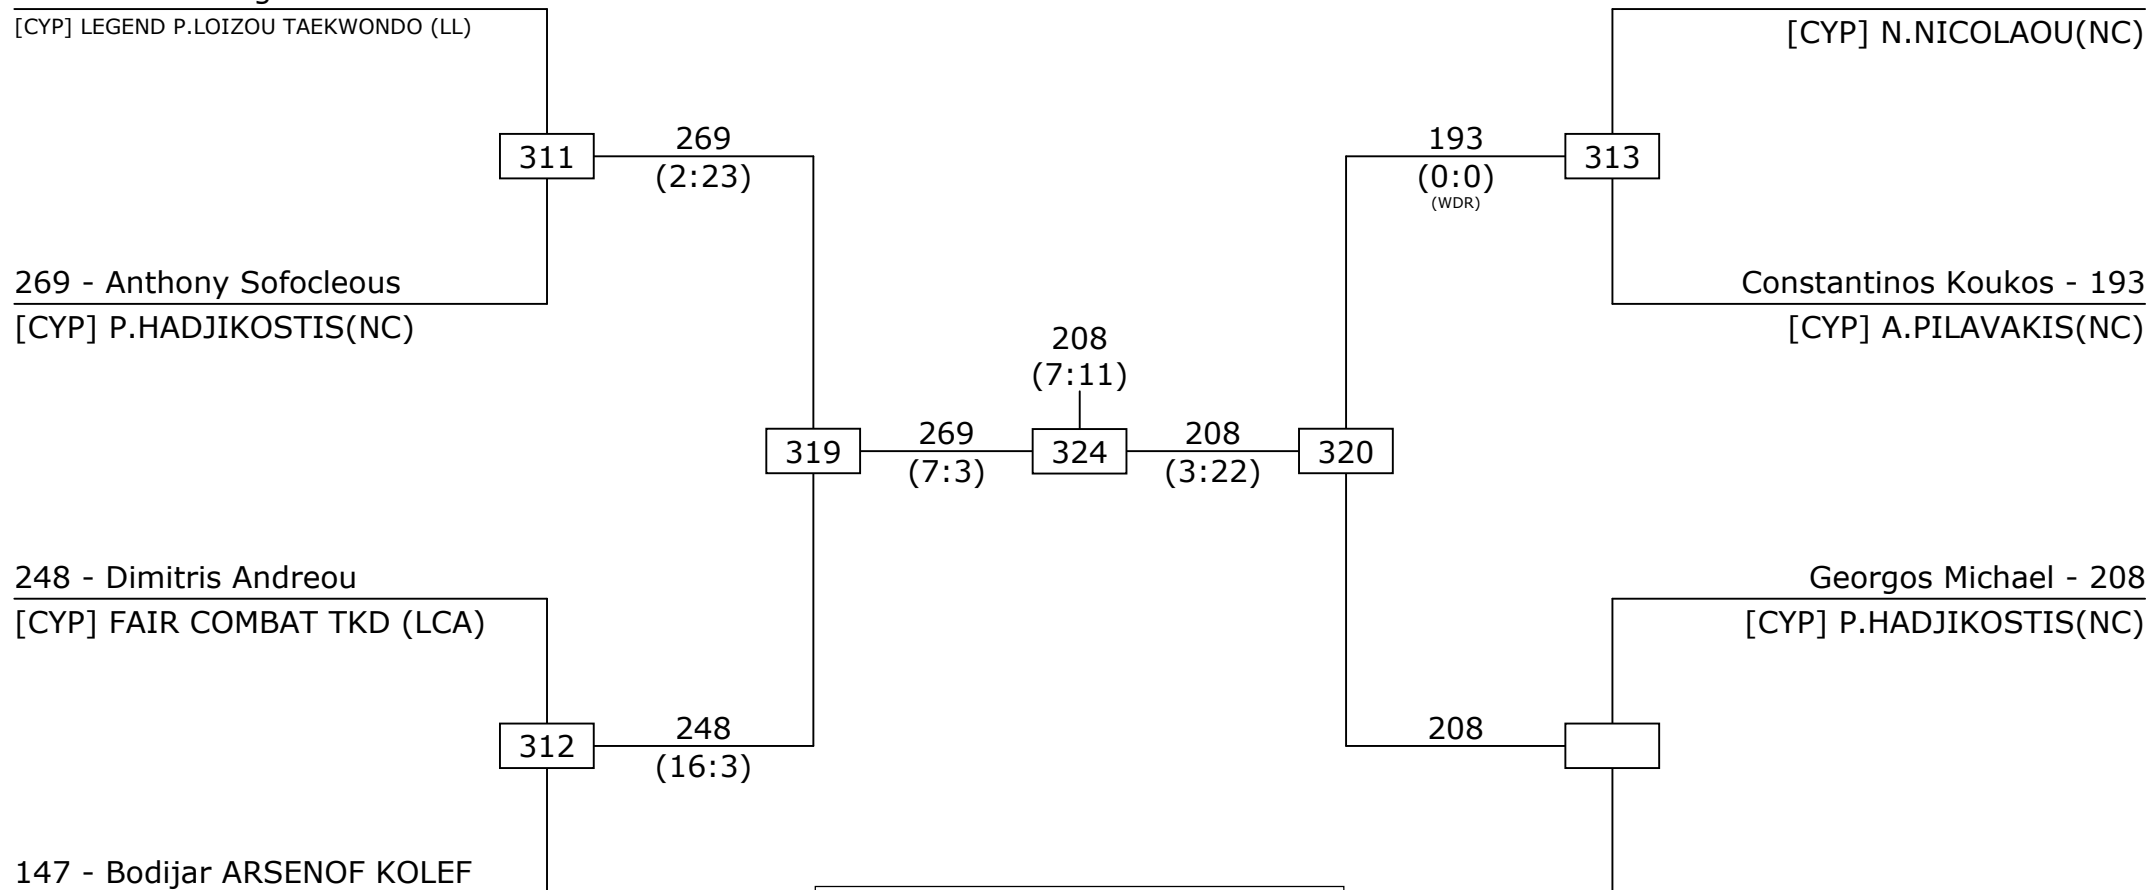 [CYP] LEGEND P.LOIZOU TAEKWONDO (LL)
[CYP] N.NICOLAOU(NC)
311
269
(2:23)
193
(0:0)
(WDR)
313
269 - Anthony Sofocleous
[CYP] P.HADJIKOSTIS(NC)
Constantinos Koukos - 193
[CYP] A.PILAVAKIS(NC)
208
(7:11)
319
269
(7:3)
324
208
(3:22)
320
248 - Dimitris Andreou
[CYP] FAIR COMBAT TKD (LCA)
Georgos Michael - 208
[CYP] P.HADJIKOSTIS(NC)
312
248
(16:3)
208
147 - Bodijar ARSENOF KOLEF